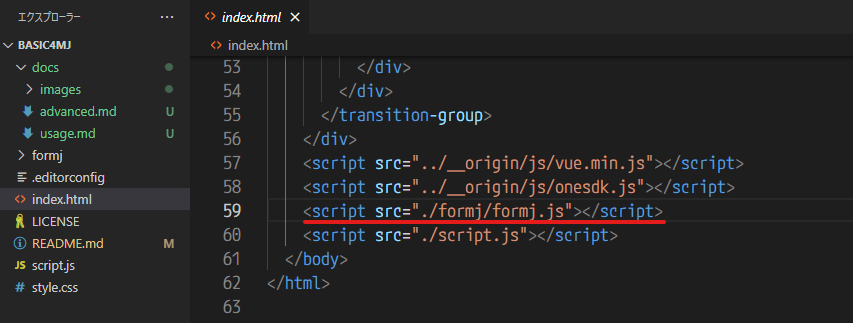 エクスプローラー ···
BASIC4MJ
docs
images
advanced.md U
usage.md U
formj
.editorconfig
index.html
LICENSE
README.md M
script.js
style.css
index.html
index.html
53 </div>
54 </div>
55 </transition-group>
56 </div>
57 <script src="../__origin/js/vue.min.js"></script>
58 <script src="../__origin/js/onesdk.js"></script>
59 <script src="./formj/formj.js"></script>
60 <script src="./script.js"></script>
61 </body>
62 </html>
63